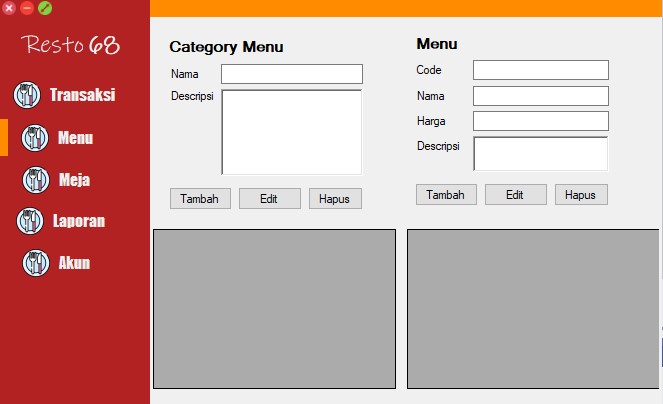 Resto 68
Transaksi
Menu
Meja
Laporan
Akun
Category Menu
Nama
Descripsi
Tambah Edit Hapus
Menu
Code
Nama
Harga
Descripsi
Tambah Edit Hapus